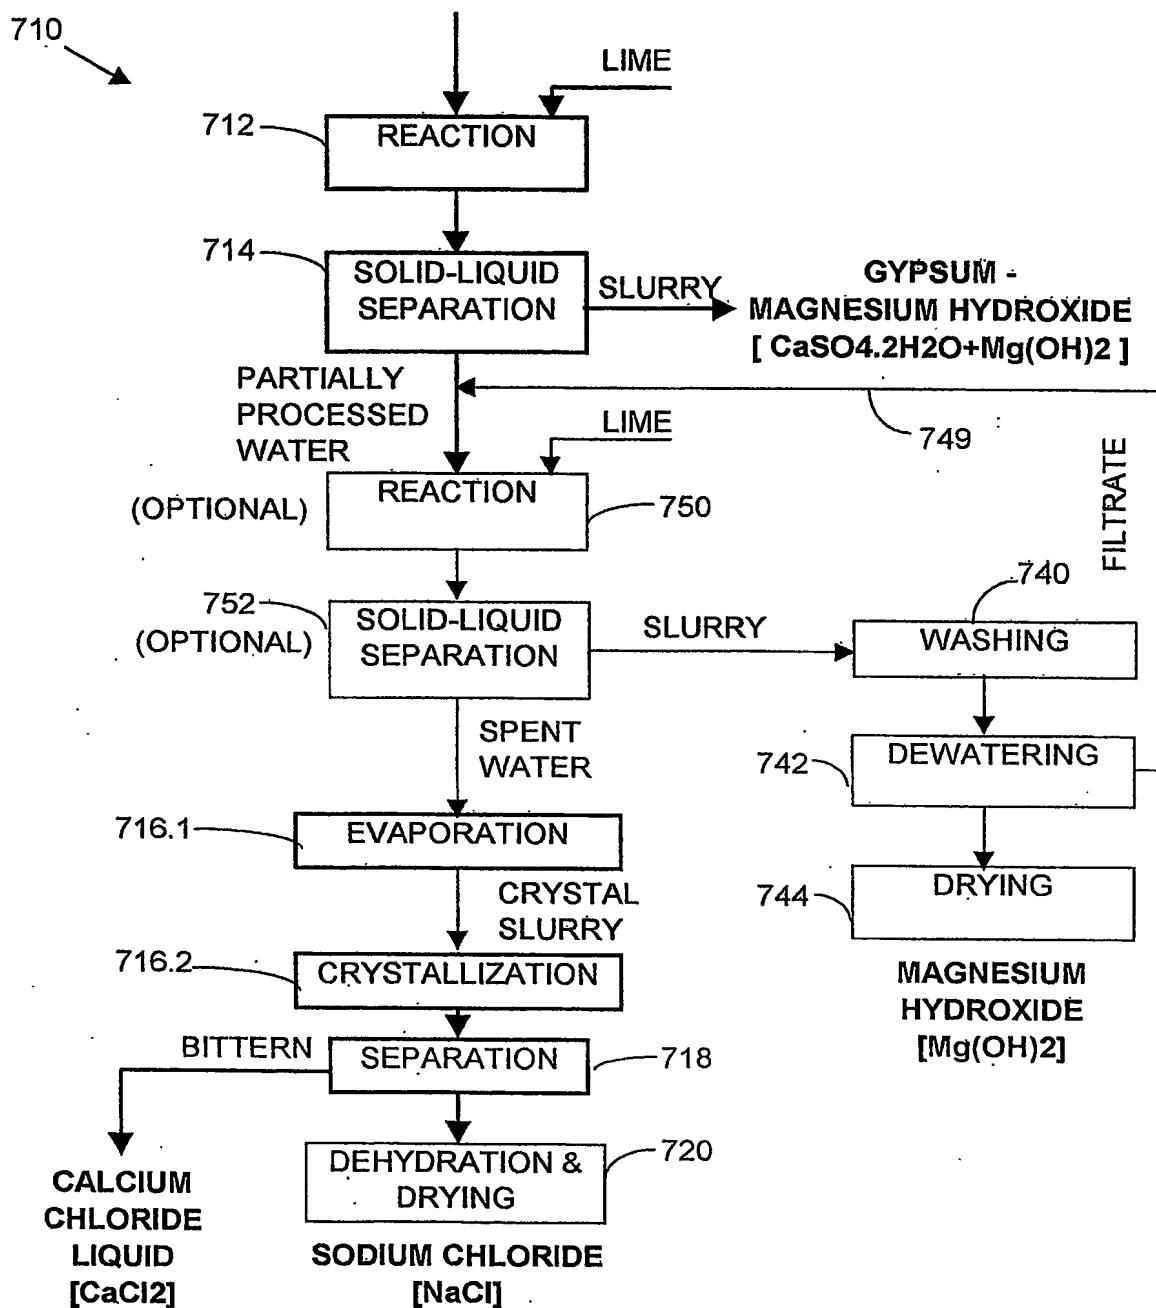 710
LIME
712
REACTION
714
SOLID-LIQUID
SEPARATION
SLURRY
GYPSUM -
MAGNESIUM HYDROXIDE
[ CaSO4.2H2O+Mg(OH)2 ]
PARTIALLY
PROCESSED
WATER
749
LIME
FILTRATE
(OPTIONAL)
REACTION
750
752
(OPTIONAL)
SOLID-LIQUID
SEPARATION
SLURRY
740
WASHING
SPENT
WATER
742
DEWATERING
716.1
EVAPORATION
744
DRYING
CRYSTAL
SLURRY
716.2
CRYSTALLIZATION
MAGNESIUM
HYDROXIDE
[Mg(OH)2]
BITTERN
SEPARATION
718
DEHYDRATION &
DRYING
720
CALCIUM
CHLORIDE
LIQUID
[CaCl2]
SODIUM CHLORIDE
[NaCl]